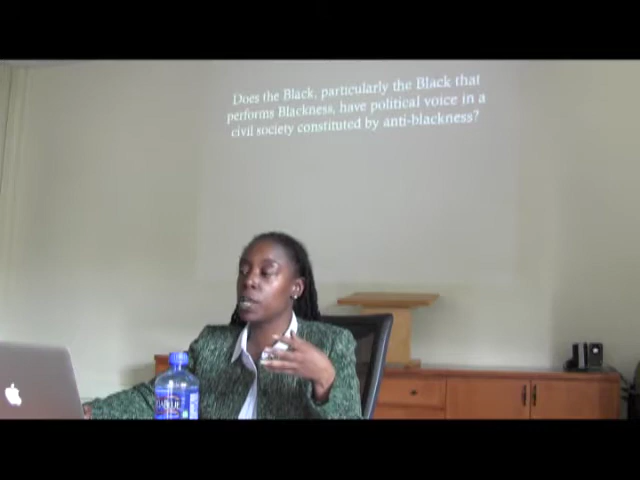 Does the Black, particularly the Black that
performs Blackness, have political voice in a
civil society constituted by anti-blackness?